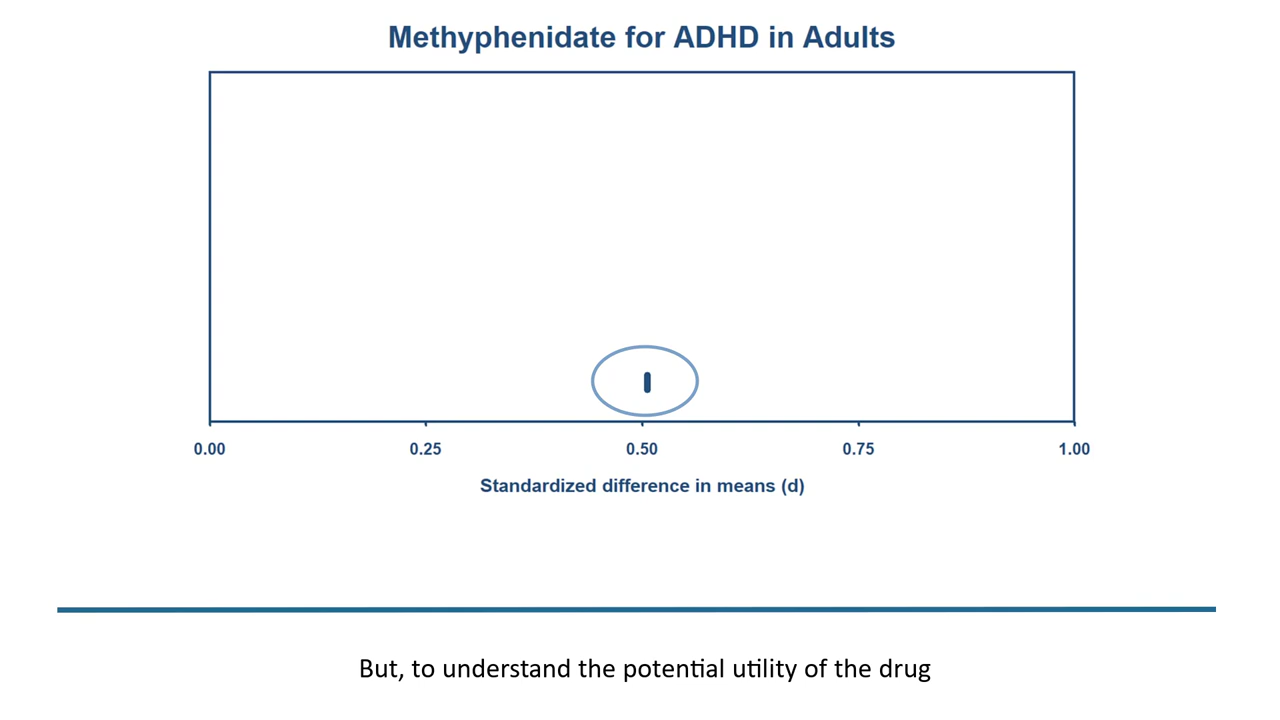 Methyphenidate for ADHD in Adults
0.00 0.25 0.50 0.75 1.00
Standardized difference in means (d)
But, to understand the potential utility of the drug